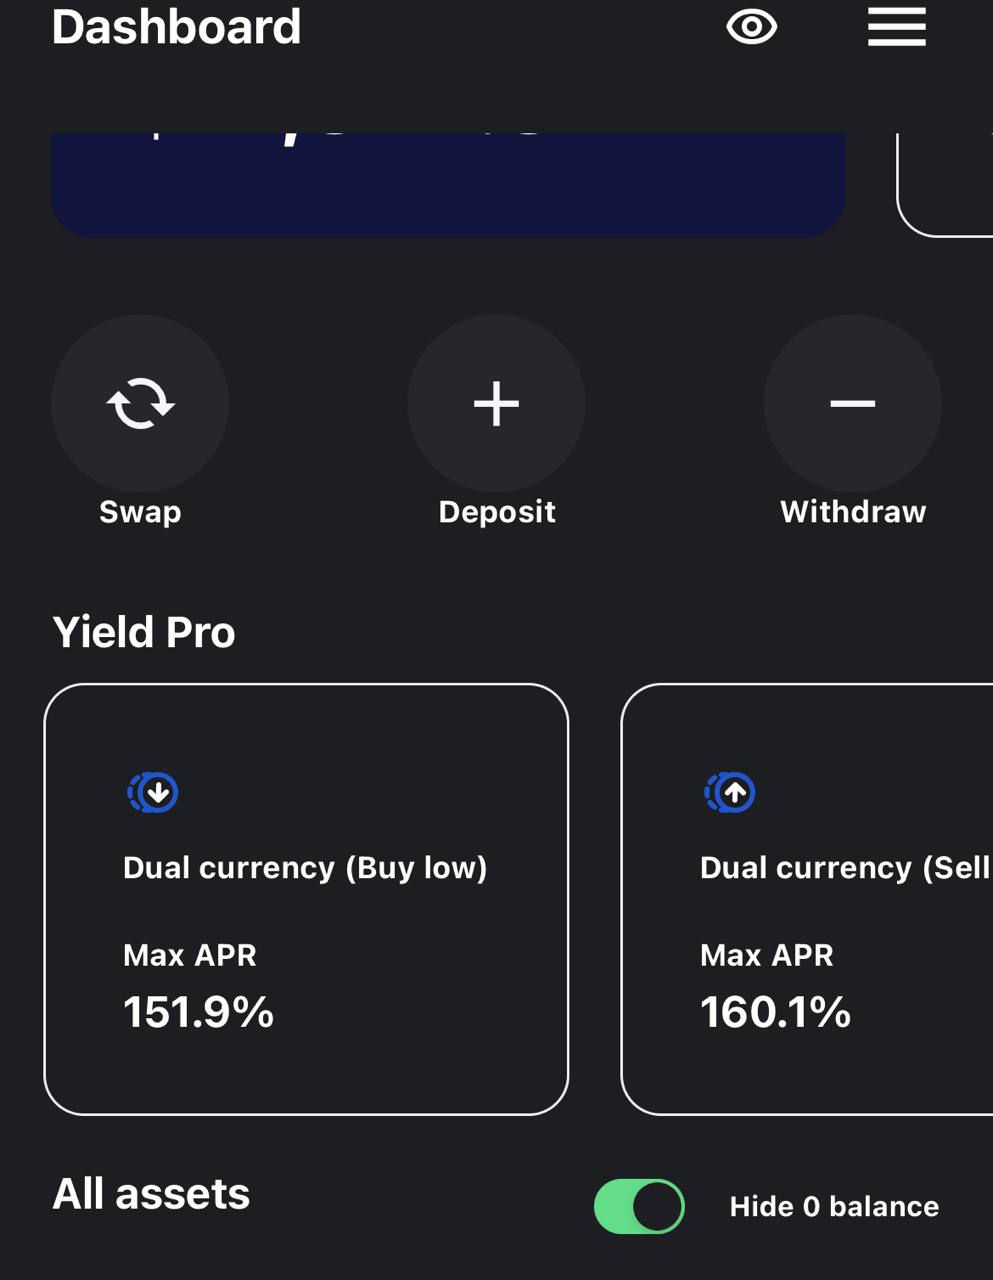 Dashboard
Swap
Deposit
Withdraw
Yield Pro
Dual currency (Buy low)
Max APR
151.9%
Dual currency (Sell
Max APR
160.1%
All assets
Hide 0 balance